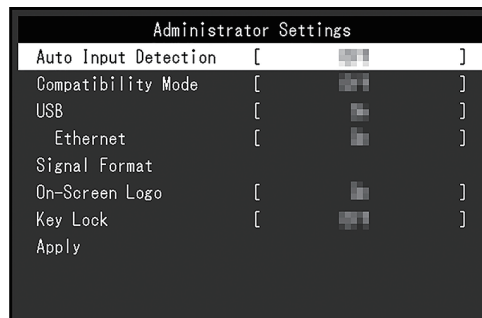 Administrator Settings
Auto Input Detection [ ]
Compatibility Mode [ ]
USB [ ]
Ethernet [ ]
Signal Format
On-Screen Logo [ ]
Key Lock [ ]
Apply